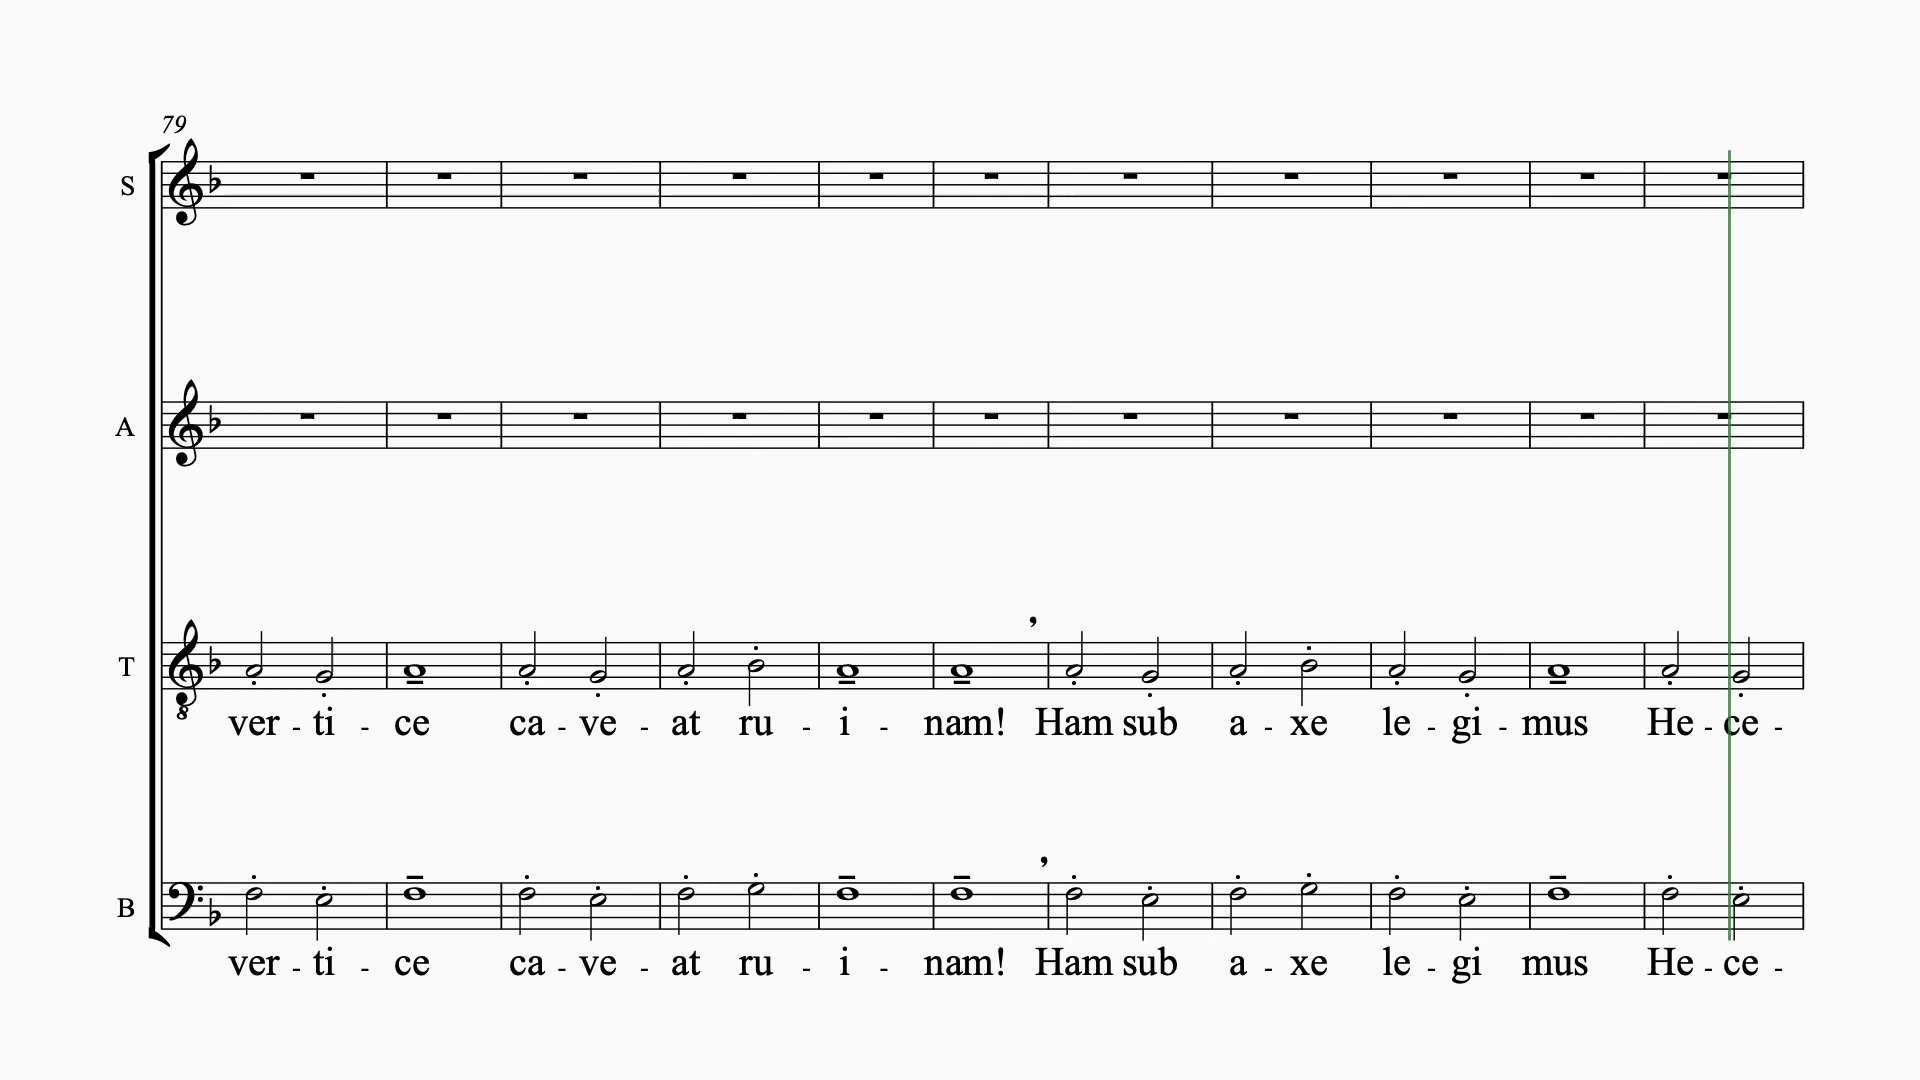 79
S
A
T
8
ver - ti - ce ca - ve - at ru - i - nam! Ham sub a - xe le - gi - mus He - ce -
B
ver - ti - ce ca - ve - at ru - i - nam! Ham sub a - xe le - gi mus He - ce -